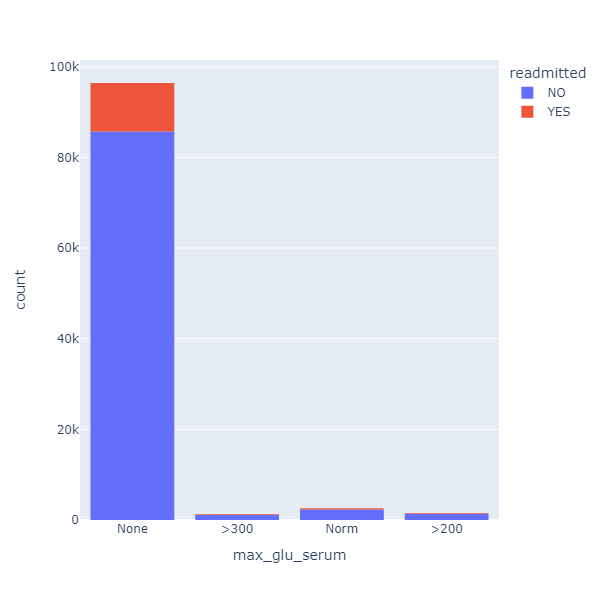 100k
80k
60k
40k
20k
0
count
None
>300
Norm
>200
max_glu_serum
readmitted
NO
YES